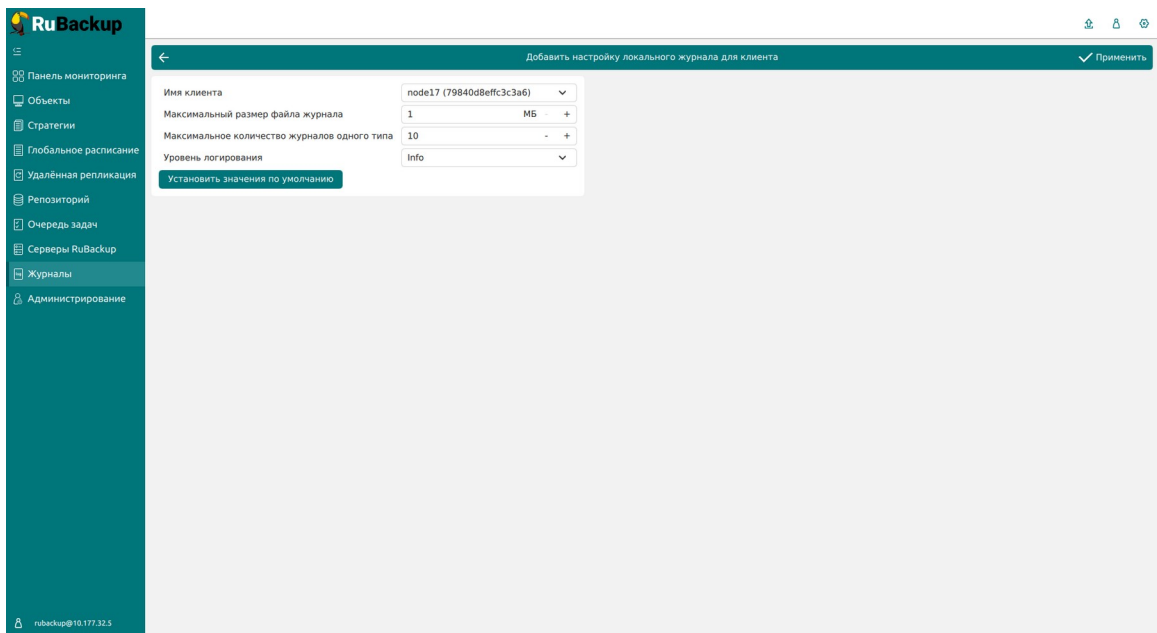 RuBackup
Панель мониторинга
Объекты
Стратегии
Глобальное расписание
Удалённая репликация
Репозиторий
Очередь задач
Серверы RuBackup
Журналы
Администрирование
rubackup@10.177.32.5
Добавить настройку локального журнала для клиента
Применить
Имя клиента node17 (79840d8effc3c3a6)
Максимальный размер файла журнала 1 МБ - +
Максимальное количество журналов одного типа 10 - +
Уровень логирования Info
Установить значения по умолчанию